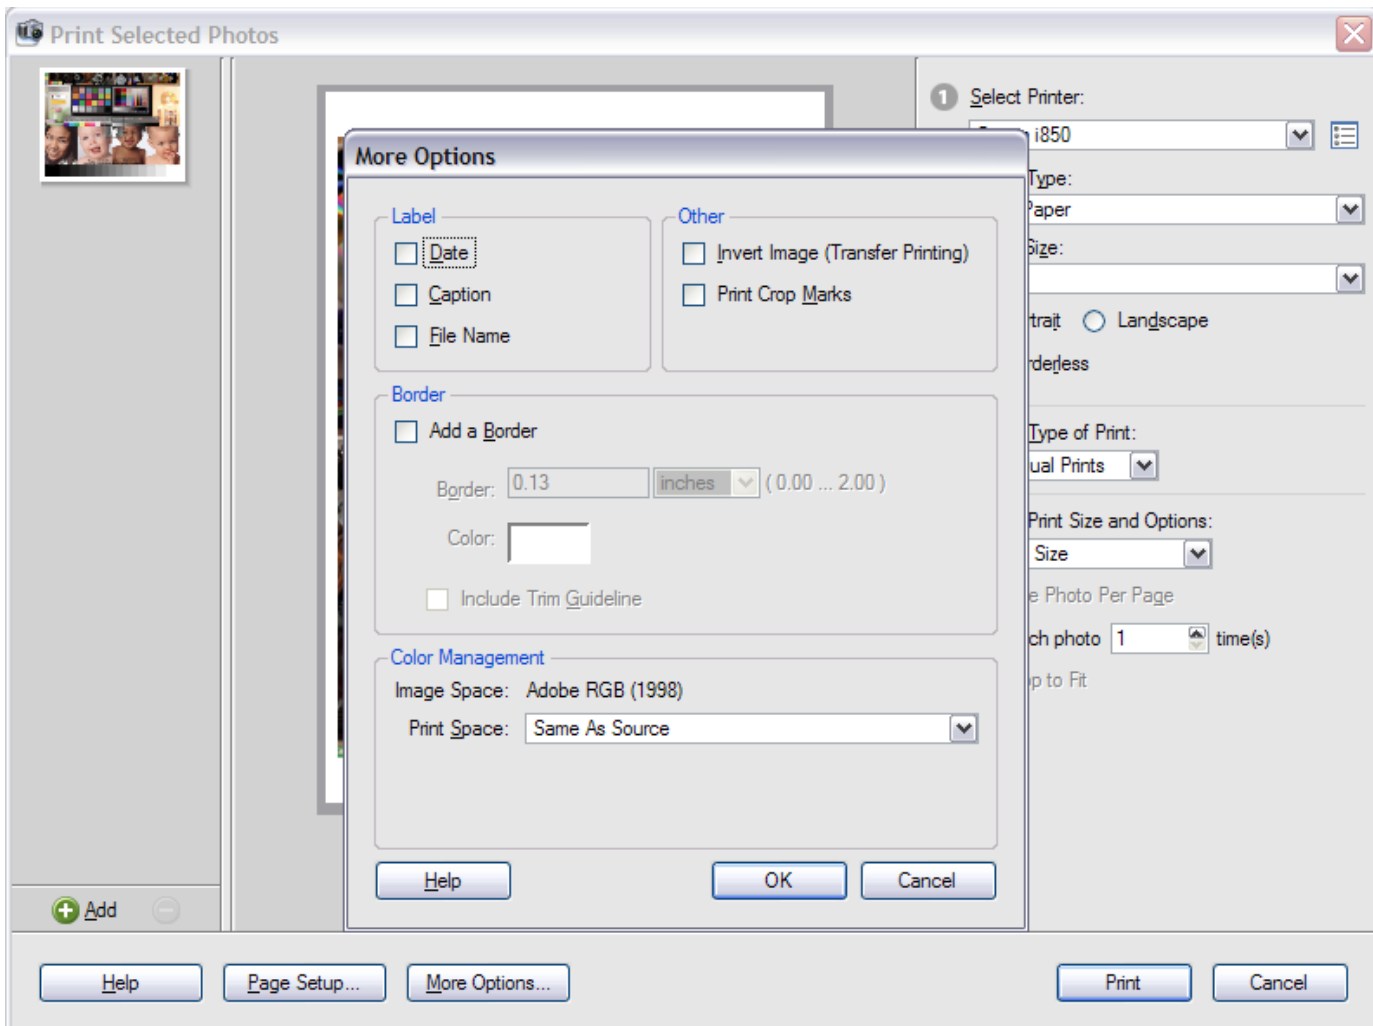 Print Selected Photos
1 Select Printer:
i850
Type:
Paper
Size:
trait Landscape
rderless
Type of Print:
ual Prints
Print Size and Options:
Size
e Photo Per Page
ch photo 1 time(s)
p to Fit
More Options
Label
Date
Caption
File Name
Other
Invert Image (Transfer Printing)
Print Crop Marks
Border
Add a Border
Border: 0.13 inches ( 0.00 ... 2.00 )
Color:
Include Trim Guideline
Color Management
Image Space: Adobe RGB (1998)
Print Space: Same As Source
Help OK Cancel
Add
Help Page Setup... More Options... Print Cancel